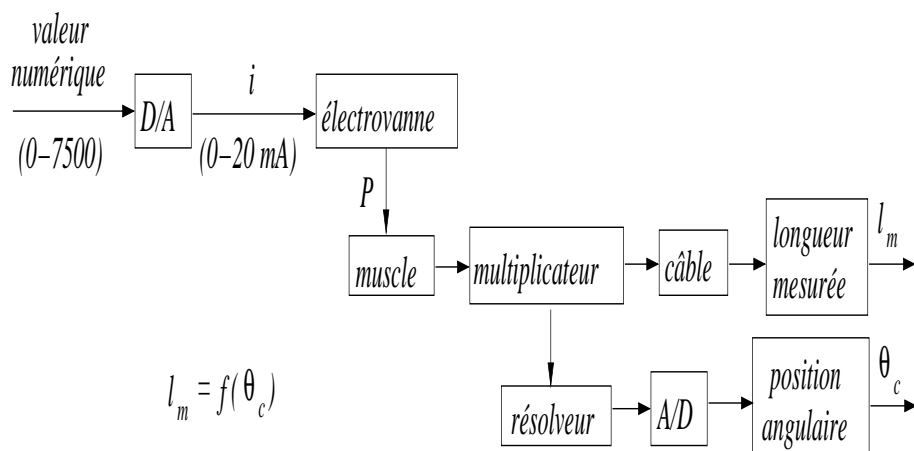 valeur
numérique
(0–7500)
D/A
i
(0–20 mA)
électrovanne
P
muscle
multiplicateur
câble
longueur
mesurée
l_m
résolveur
A/D
position
angulaire
θ_c
l_m = f(θ_c)